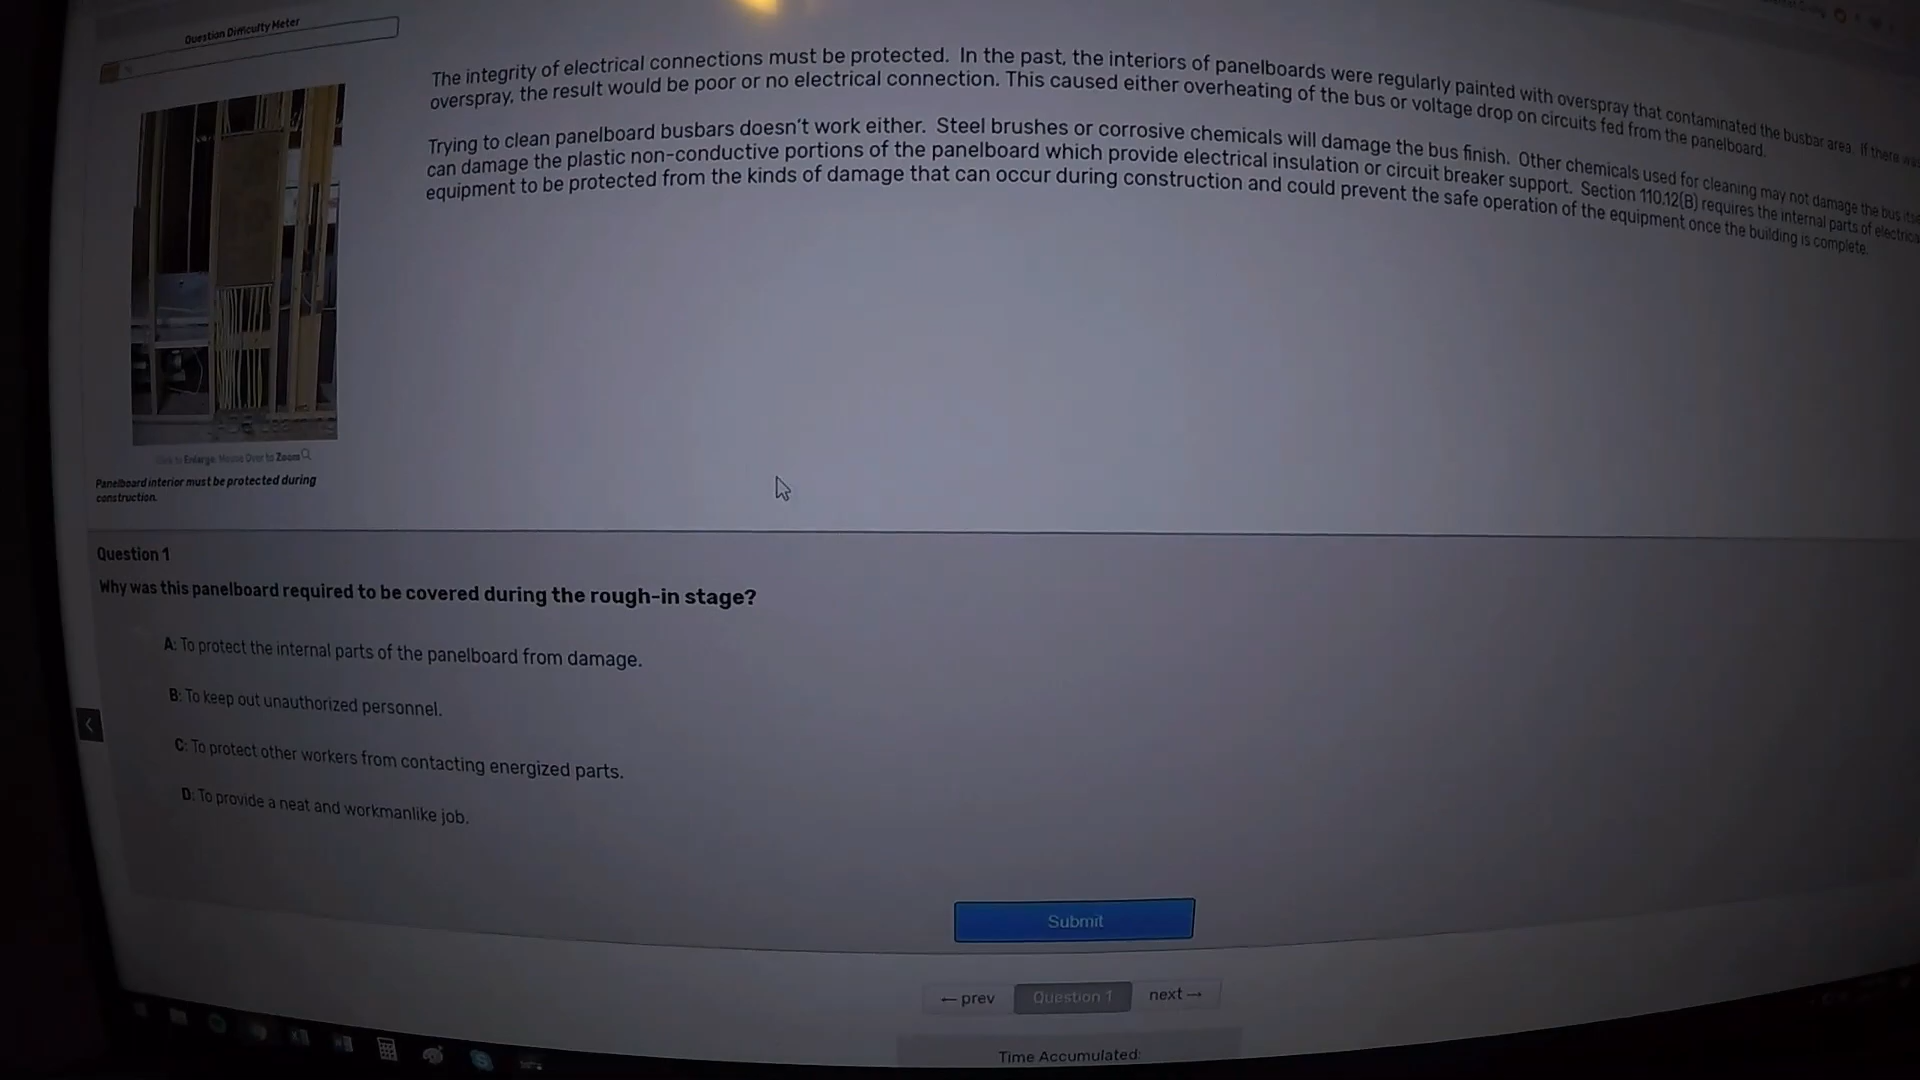 Question Difficulty Meter
The integrity of electrical connections must be protected. In the past, the interiors of panelboards were regularly painted with overspray that contaminated the busbar area. If there was
overspray, the result would be poor or no electrical connection. This caused either overheating of the bus or voltage drop on circuits fed from the panelboard.
Trying to clean panelboard busbars doesn't work either. Steel brushes or corrosive chemicals will damage the bus finish. Other chemicals used for cleaning may not damage the bus itse
can damage the plastic non-conductive portions of the panelboard which provide electrical insulation or circuit breaker support. Section 110.12(B) requires the internal parts of electrica
equipment to be protected from the kinds of damage that can occur during construction and could prevent the safe operation of the equipment once the building is complete.
Click to Enlarge, Mouse Over to Zoom
Panelboard interior must be protected during
construction.
Question 1
Why was this panelboard required to be covered during the rough-in stage?
A: To protect the internal parts of the panelboard from damage.
B: To keep out unauthorized personnel.
C: To protect other workers from contacting energized parts.
D: To provide a neat and workmanlike job.
Submit
← prev Question 1 next →
Time Accumulated: